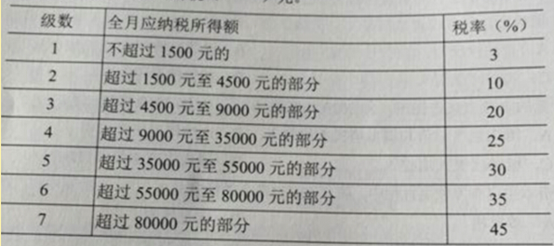 元。
级数 全月应纳税所得额 税率（%）
1 不超过 1500 元的 3
2 超过 1500 元至 4500 元的部分 10
3 超过 4500 元至 9000 元的部分 20
4 超过 9000 元至 35000 元的部分 25
5 超过 35000 元至 55000 元的部分 30
6 超过 55000 元至 80000 元的部分 35
7 超过 80000 元的部分 45